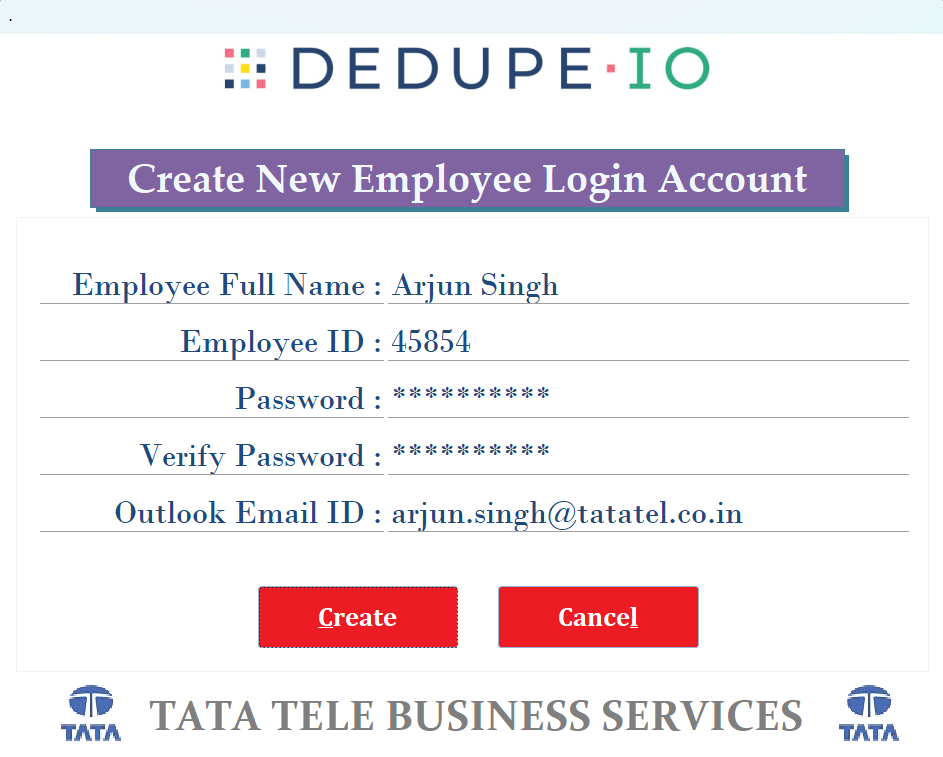 .
DEDUPE·IO
Create New Employee Login Account
Employee Full Name : Arjun Singh
Employee ID : 45854
Password : **********
Verify Password : **********
Outlook Email ID : arjun.singh@tatatel.co.in
Create Cancel
TATA TATA TELE BUSINESS SERVICES TATA